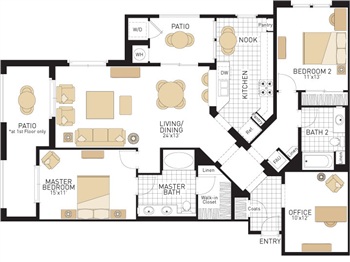 PATIO
W/D
WH
NOOK
Pantry
BEDROOM 2
11'x12'
DW
KITCHEN
PATIO
*at 1st Floor only
LIVING/
DINING
24'x13'
Ref.
BATH 2
MASTER
BEDROOM
15'x11'
MASTER
BATH
Linen
Walk-in
Closet
FAU
Coats
OFFICE
10'x12'
ENTRY